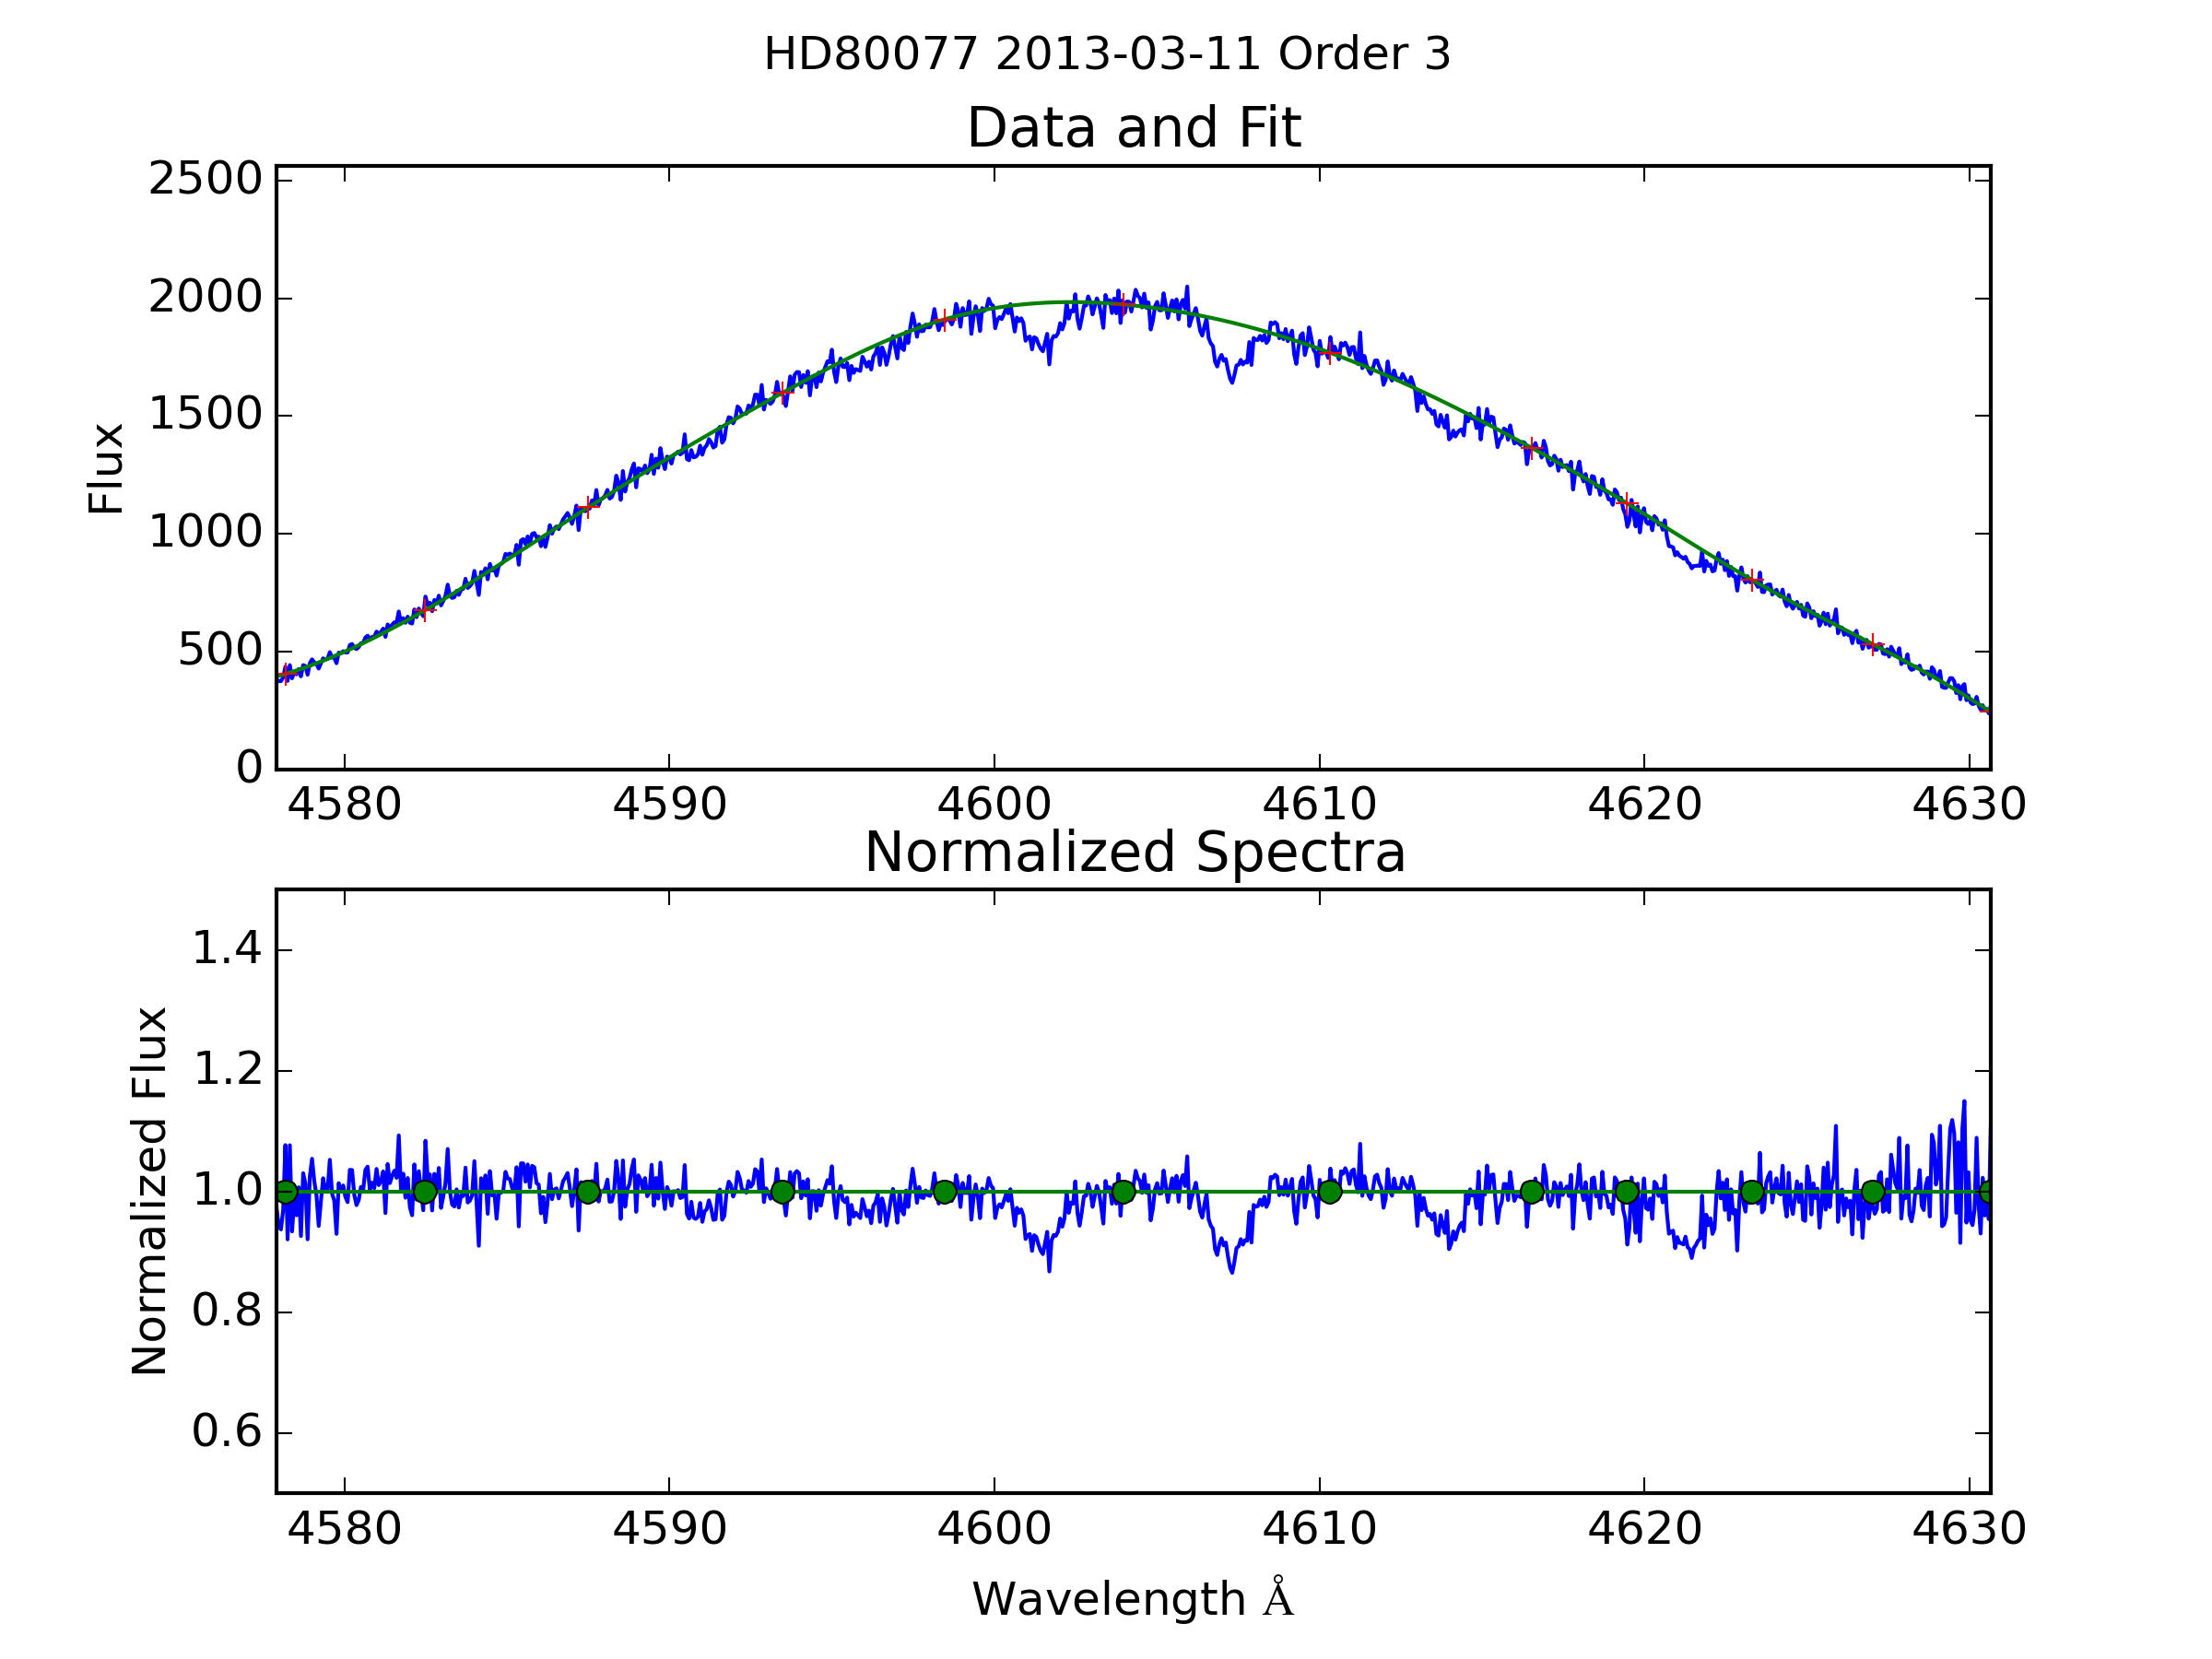 HD80077 2013-03-11 Order 3
Data and Fit
Flux
2500
2000
1500
1000
500
0
4580 4590 4600 4610 4620 4630
Normalized Spectra
Normalized Flux
1.4
1.2
1.0
0.8
0.6
4580 4590 4600 4610 4620 4630
Wavelength Å